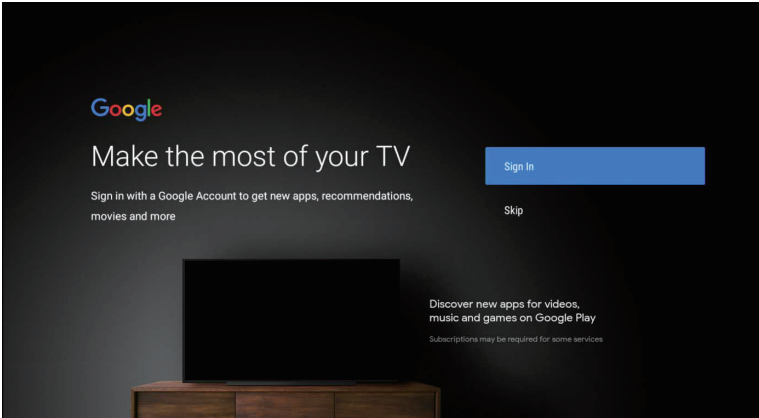 Google
Make the most of your TV
Sign in with a Google Account to get new apps, recommendations,
movies and more
Sign In
Skip
Discover new apps for videos,
music and games on Google Play
Subscriptions may be required for some services